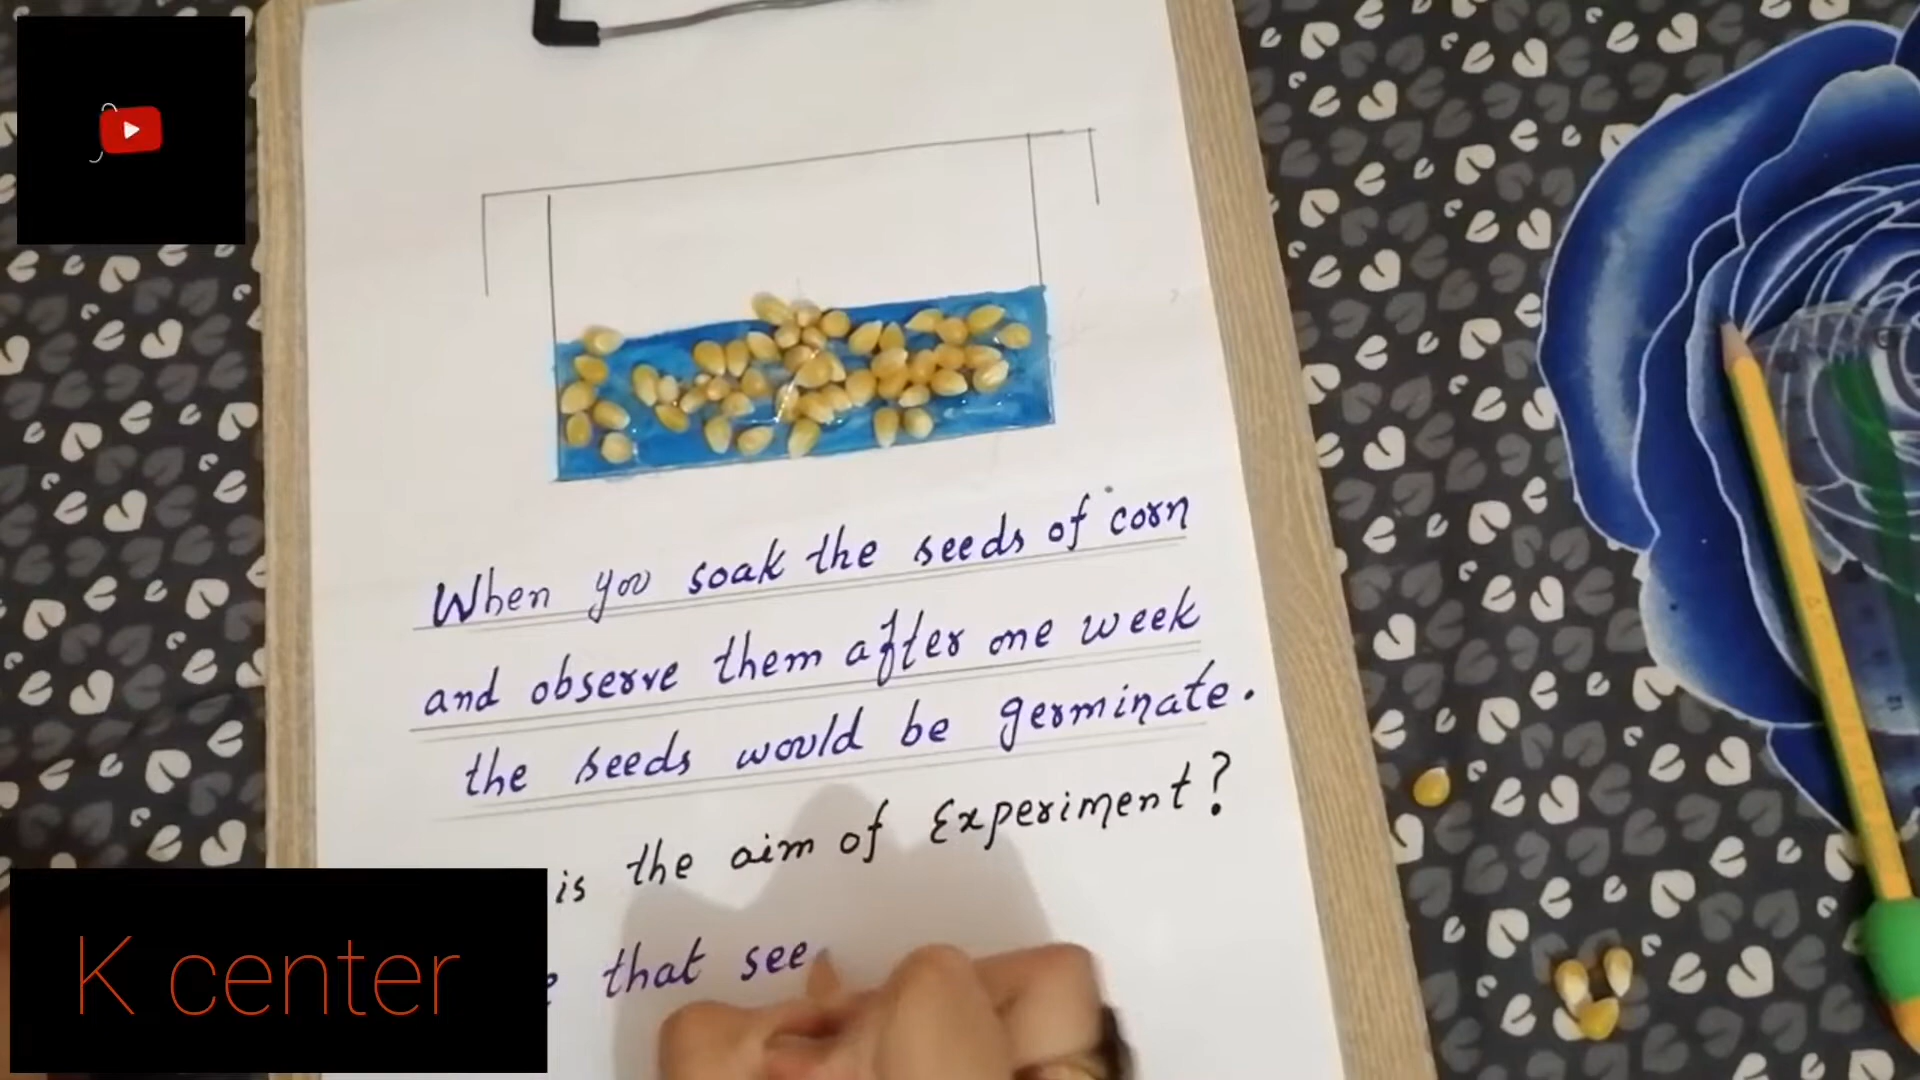 When you soak the seeds of corn
and observe them after one week
the seeds would be germinate.
is the aim of Experiment?
that see
K center